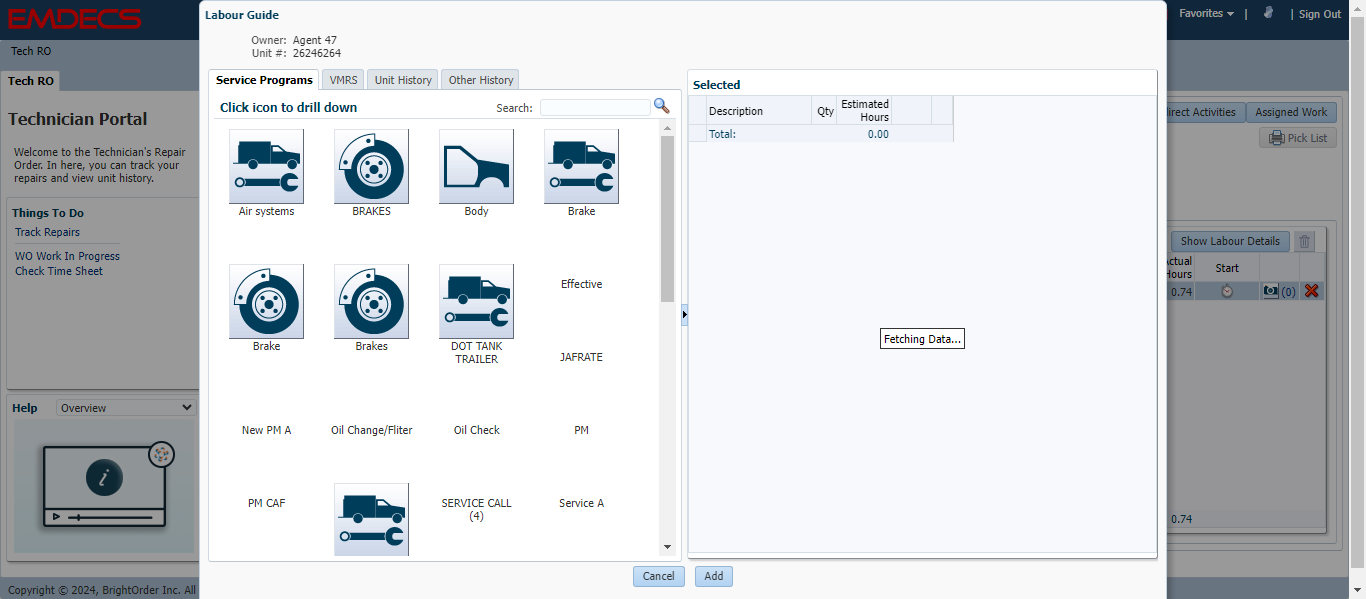 EMDECS
Favorites
|
| Sign Out
Tech RO
Tech RO
Technician Portal
Welcome to the Technician's Repair
Order. In here, you can track your
repairs and view unit history.
Things To Do
Track Repairs
WO Work In Progress
Check Time Sheet
Help
Overview
i
Copyright © 2024, BrightOrder Inc. All
Labour Guide
Owner: Agent 47
Unit #: 26246264
Service Programs
VMRS
Unit History
Other History
Click icon to drill down
Search:
Air systems
BRAKES
Body
Brake
Brake
Brakes
DOT TANK
TRAILER
Effective
JAFRATE
New PM A
Oil Change/Fliter
Oil Check
PM
PM CAF
SERVICE CALL
(4)
Service A
Selected
Description
Qty
Estimated
Hours
Total:
0.00
Fetching Data...
Cancel
Add
direct Activities
Assigned Work
Pick List
Show Labour Details
Actual
Hours
Start
0.74
(0)
0.74